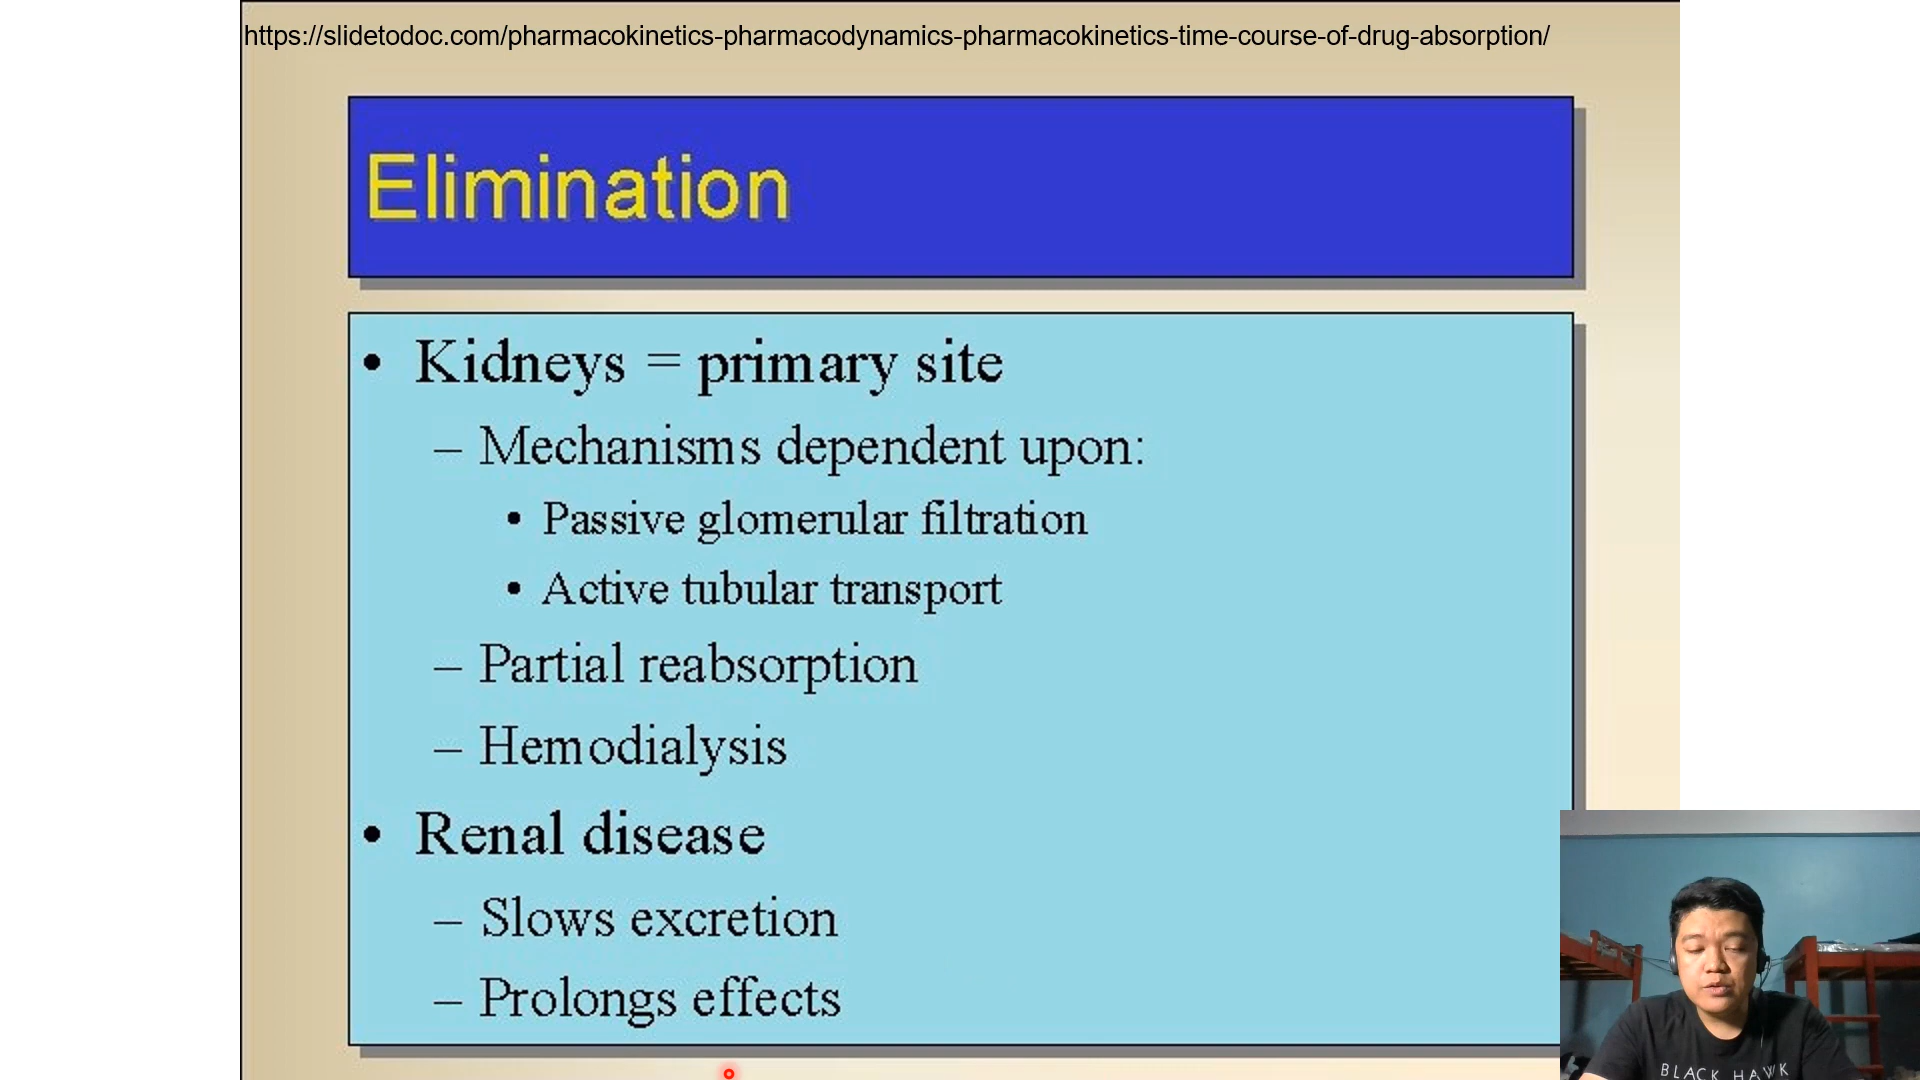 https://slidetodoc.com/pharmacokinetics-pharmacodynamics-pharmacokinetics-time-course-of-drug-absorption/
Elimination
• Kidneys = primary site
– Mechanisms dependent upon:
• Passive glomerular filtration
• Active tubular transport
– Partial reabsorption
– Hemodialysis
• Renal disease
– Slows excretion
– Prolongs effects
BLACK HAWK